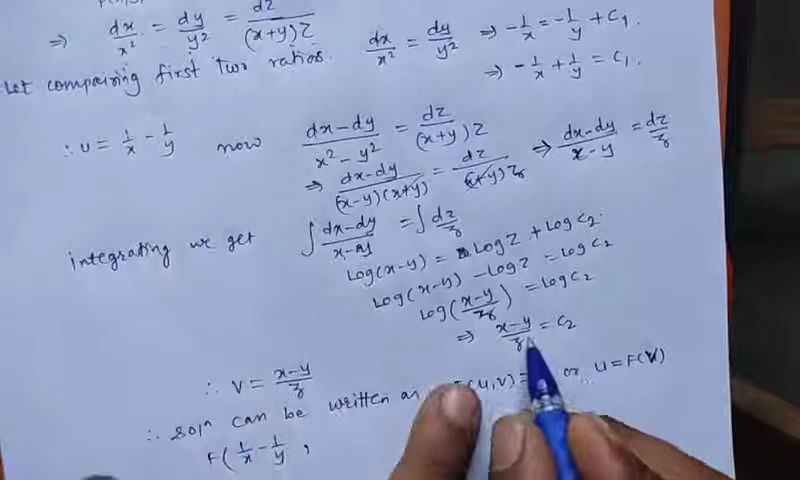 ⇒ dx/x² = dy/y² = dz/(x+y)z
Let comparing first two ratios. dx/x² = dy/y² ⇒ -1/x = -1/y + C₁.
⇒ -1/x + 1/y = C₁.
∴ u = 1/x - 1/y now dx-dy/x²-y² = dz/(x+y)z
⇒ dx-dy/(x-y)(x+y) = dz/(x+y)z ⇒ dx-dy/x-y = dz/z
integrating we get ∫ dx-dy/x-y = ∫ dz/z
Log(x-y) = Log z + Log C₂.
Log(x-y) - Log z = Log C₂
Log(x-y/z) = Log C₂
⇒ x-y/z = C₂
∴ V = x-y/z
∴ soln can be written as (u,v) = or u = F(V)
F(1/x - 1/y,